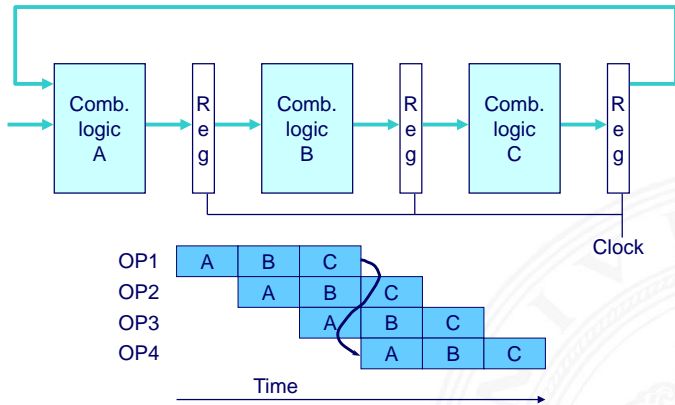 Comb.
logic
A
R
e
g
Comb.
logic
B
R
e
g
Comb.
logic
C
R
e
g
Clock
OP1 A B C
OP2 A B C
OP3 A B C
OP4 A B C
Time